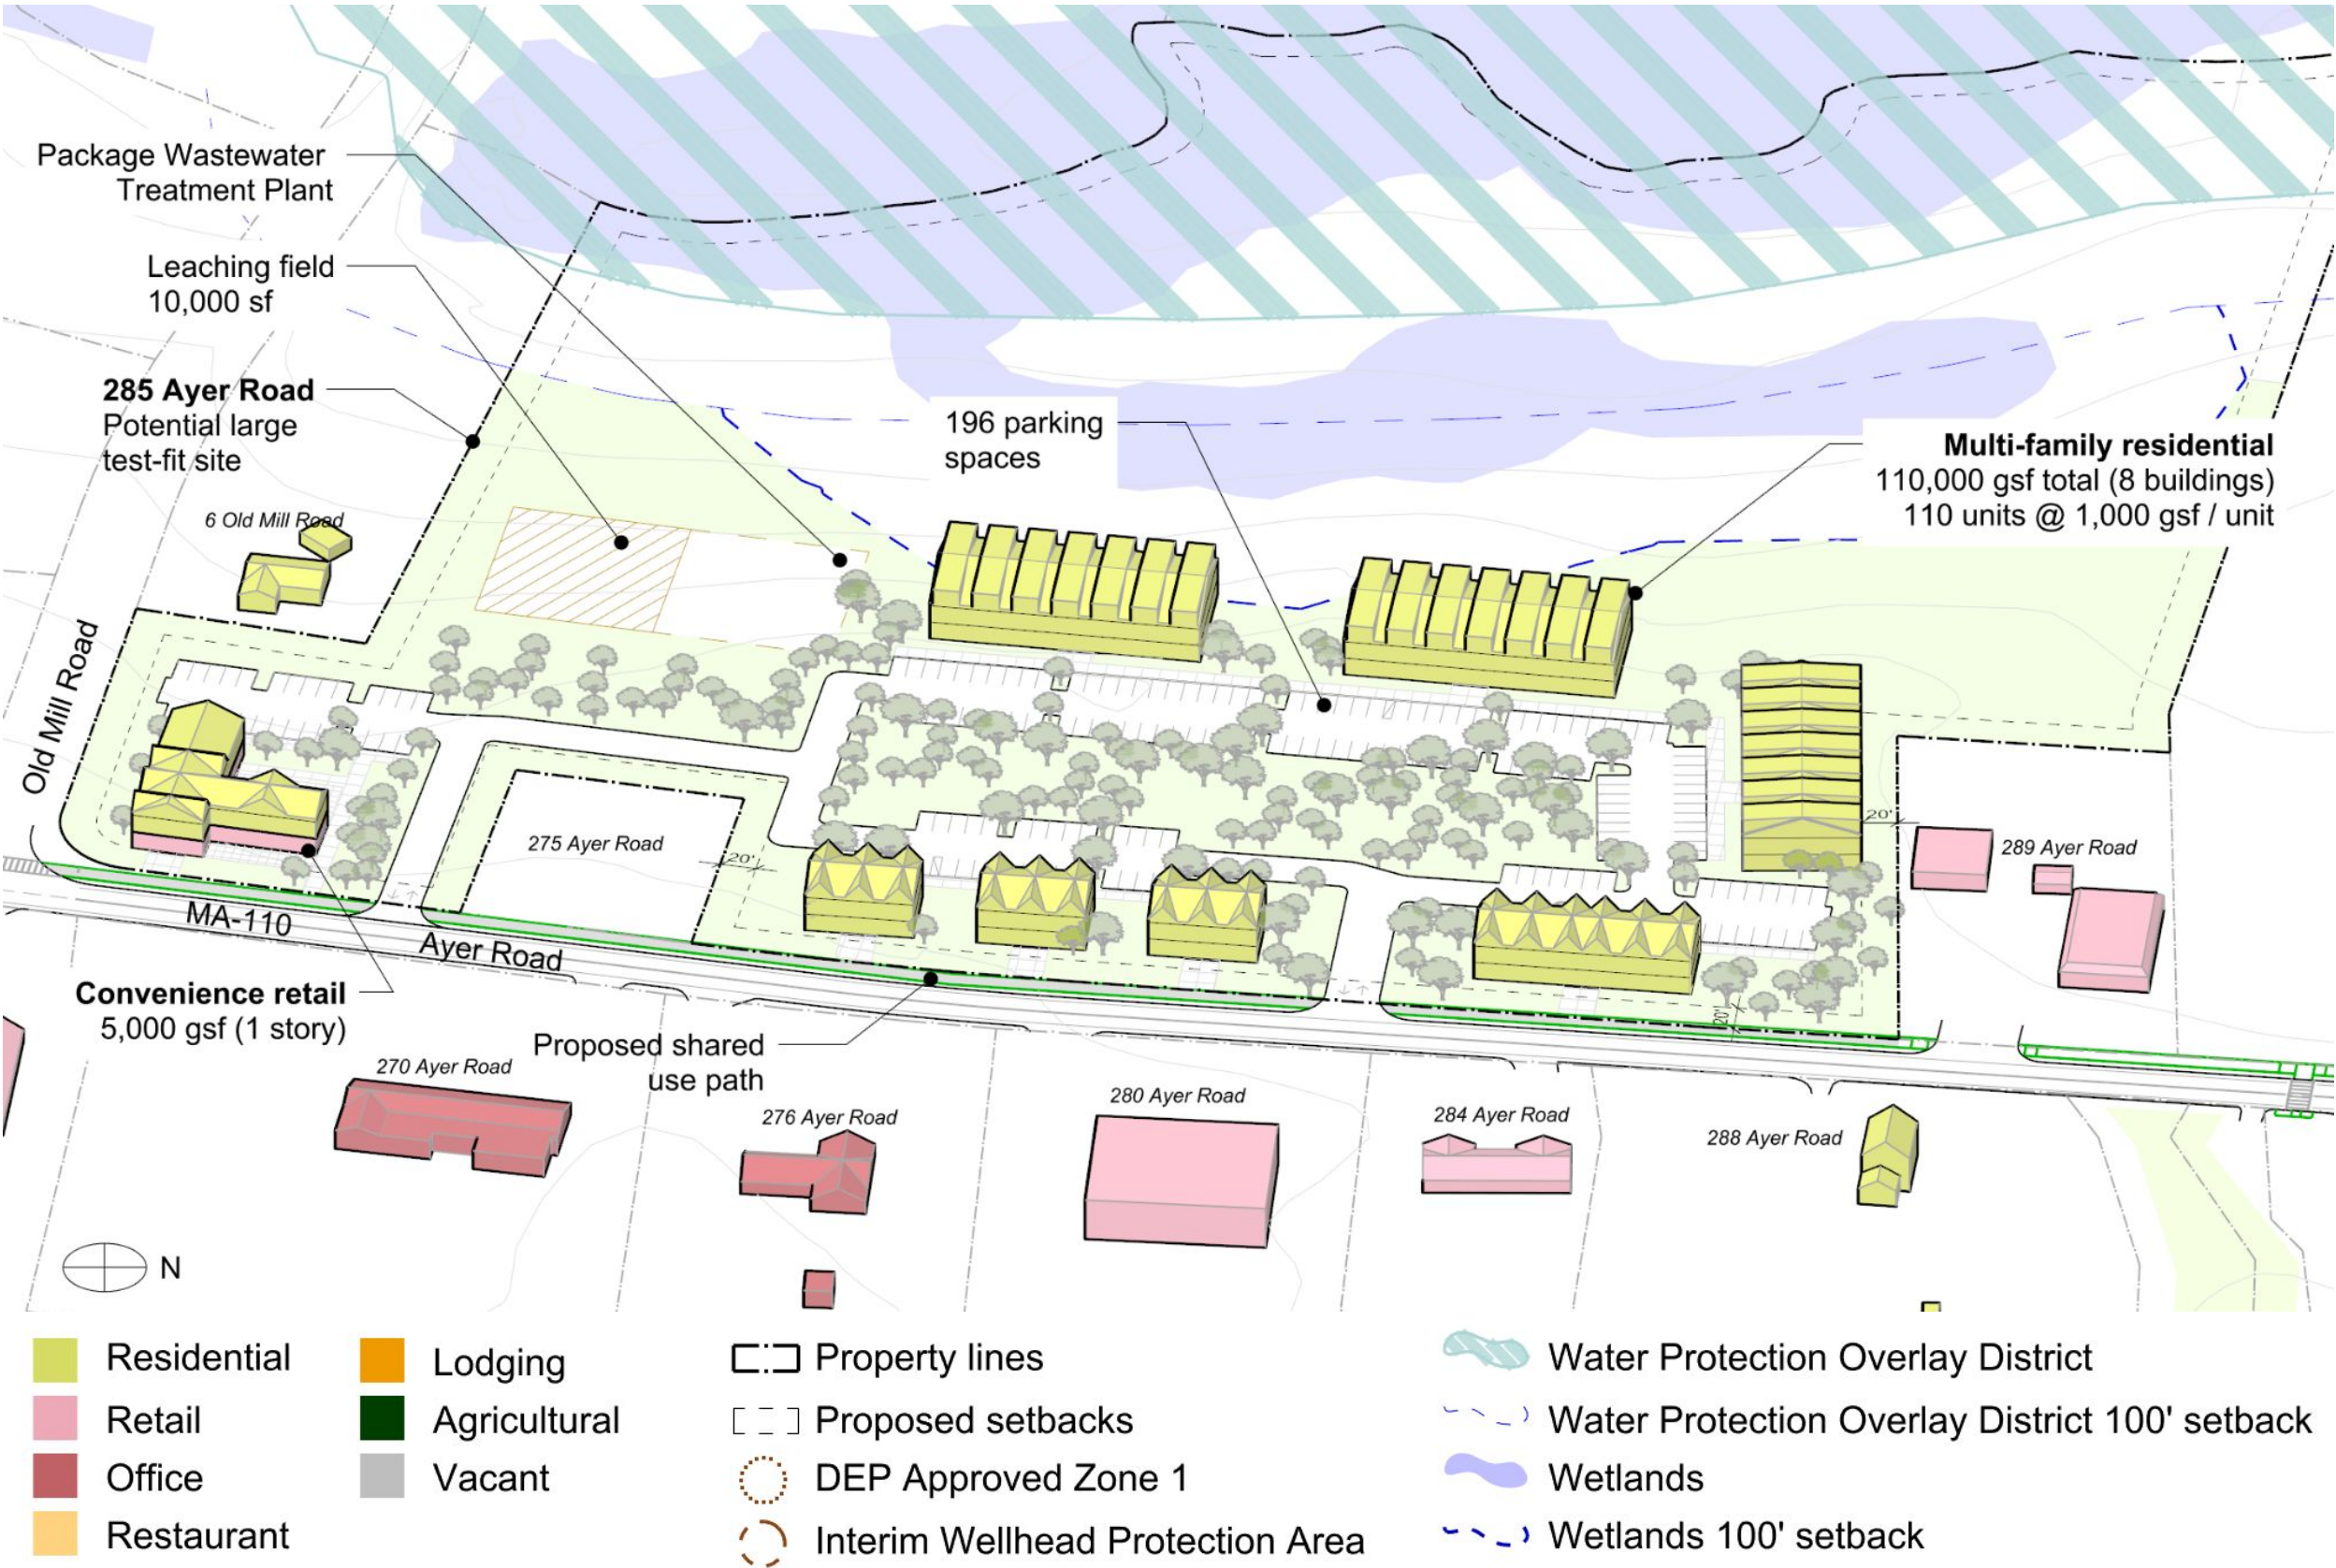 Package Wastewater
Treatment Plant
Leaching field
10,000 sf
285 Ayer Road
Potential large
test-fit site
196 parking
spaces
Multi-family residential
110,000 gsf total (8 buildings)
110 units @ 1,000 gsf / unit
6 Old Mill Road
Old Mill Road
275 Ayer Road
20'
20'
289 Ayer Road
MA-110
Ayer Road
20'
Convenience retail
5,000 gsf (1 story)
Proposed shared
use path
270 Ayer Road
276 Ayer Road
280 Ayer Road
284 Ayer Road
288 Ayer Road
N
Residential
Retail
Office
Restaurant
Lodging
Agricultural
Vacant
Property lines
Proposed setbacks
DEP Approved Zone 1
Interim Wellhead Protection Area
Water Protection Overlay District
Water Protection Overlay District 100' setback
Wetlands
Wetlands 100' setback